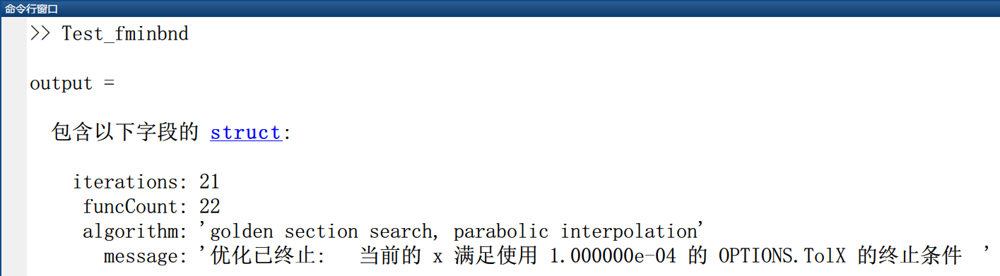 命令行窗口
>> Test_fminbnd
output =
包含以下字段的 struct:
iterations: 21
funcCount: 22
algorithm: 'golden section search, parabolic interpolation'
message: '优化已终止:  当前的 x 满足使用 1.000000e-04 的 OPTIONS.TolX 的终止条件 '